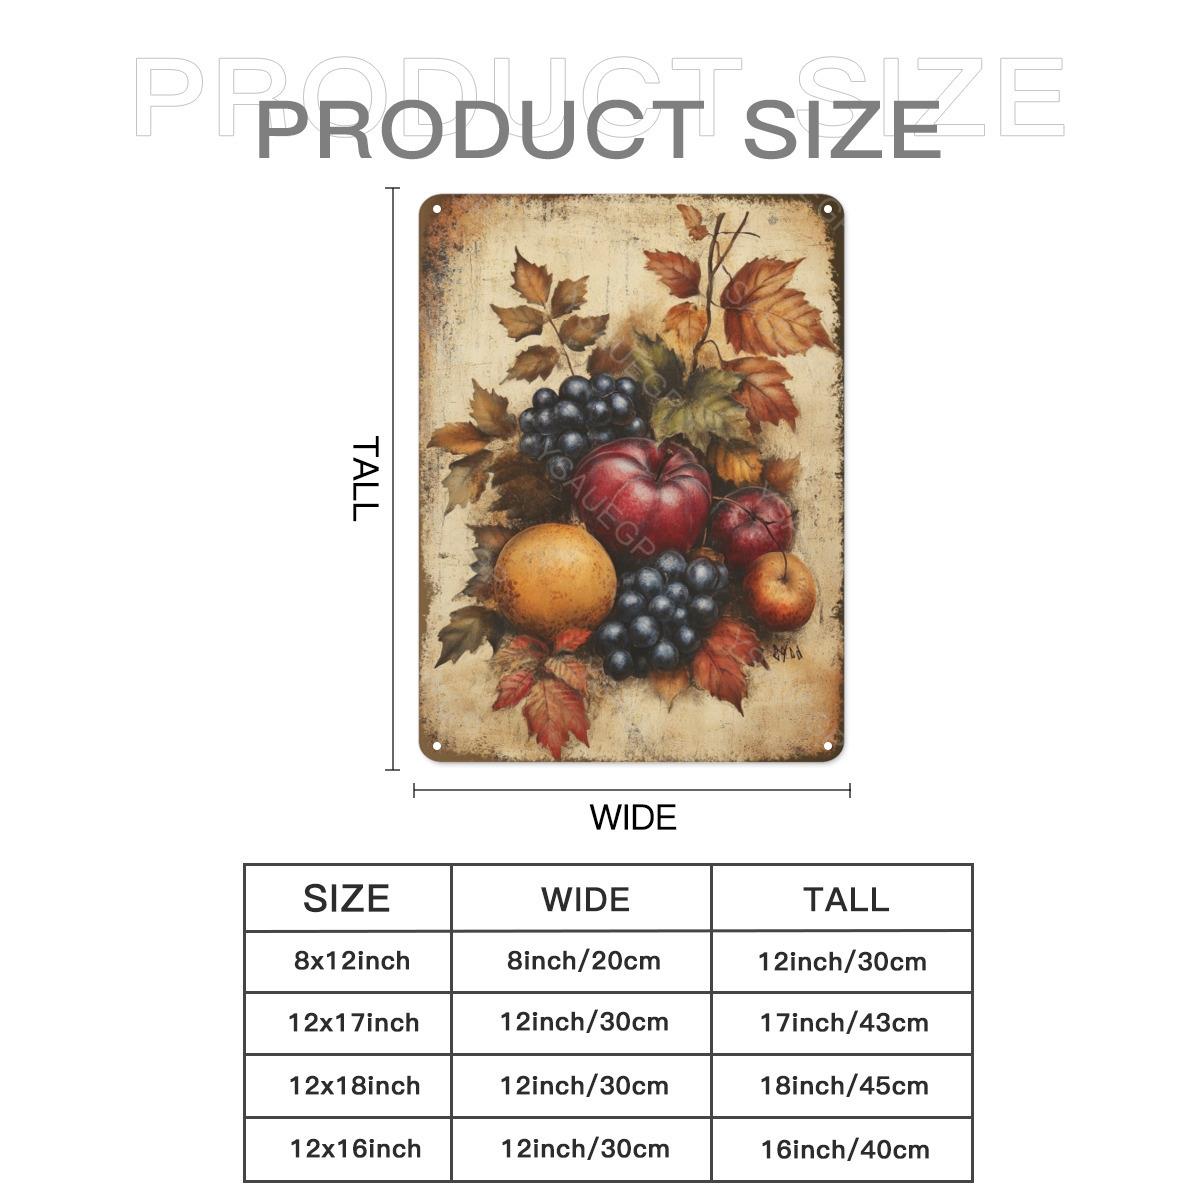 PRODUCT SIZE
PRODUCT SIZE
TALL
YSAUEGP
WIDE
SIZE WIDE TALL
8x12inch 8inch/20cm 12inch/30cm
12x17inch 12inch/30cm 17inch/43cm
12x18inch 12inch/30cm 18inch/45cm
12x16inch 12inch/30cm 16inch/40cm